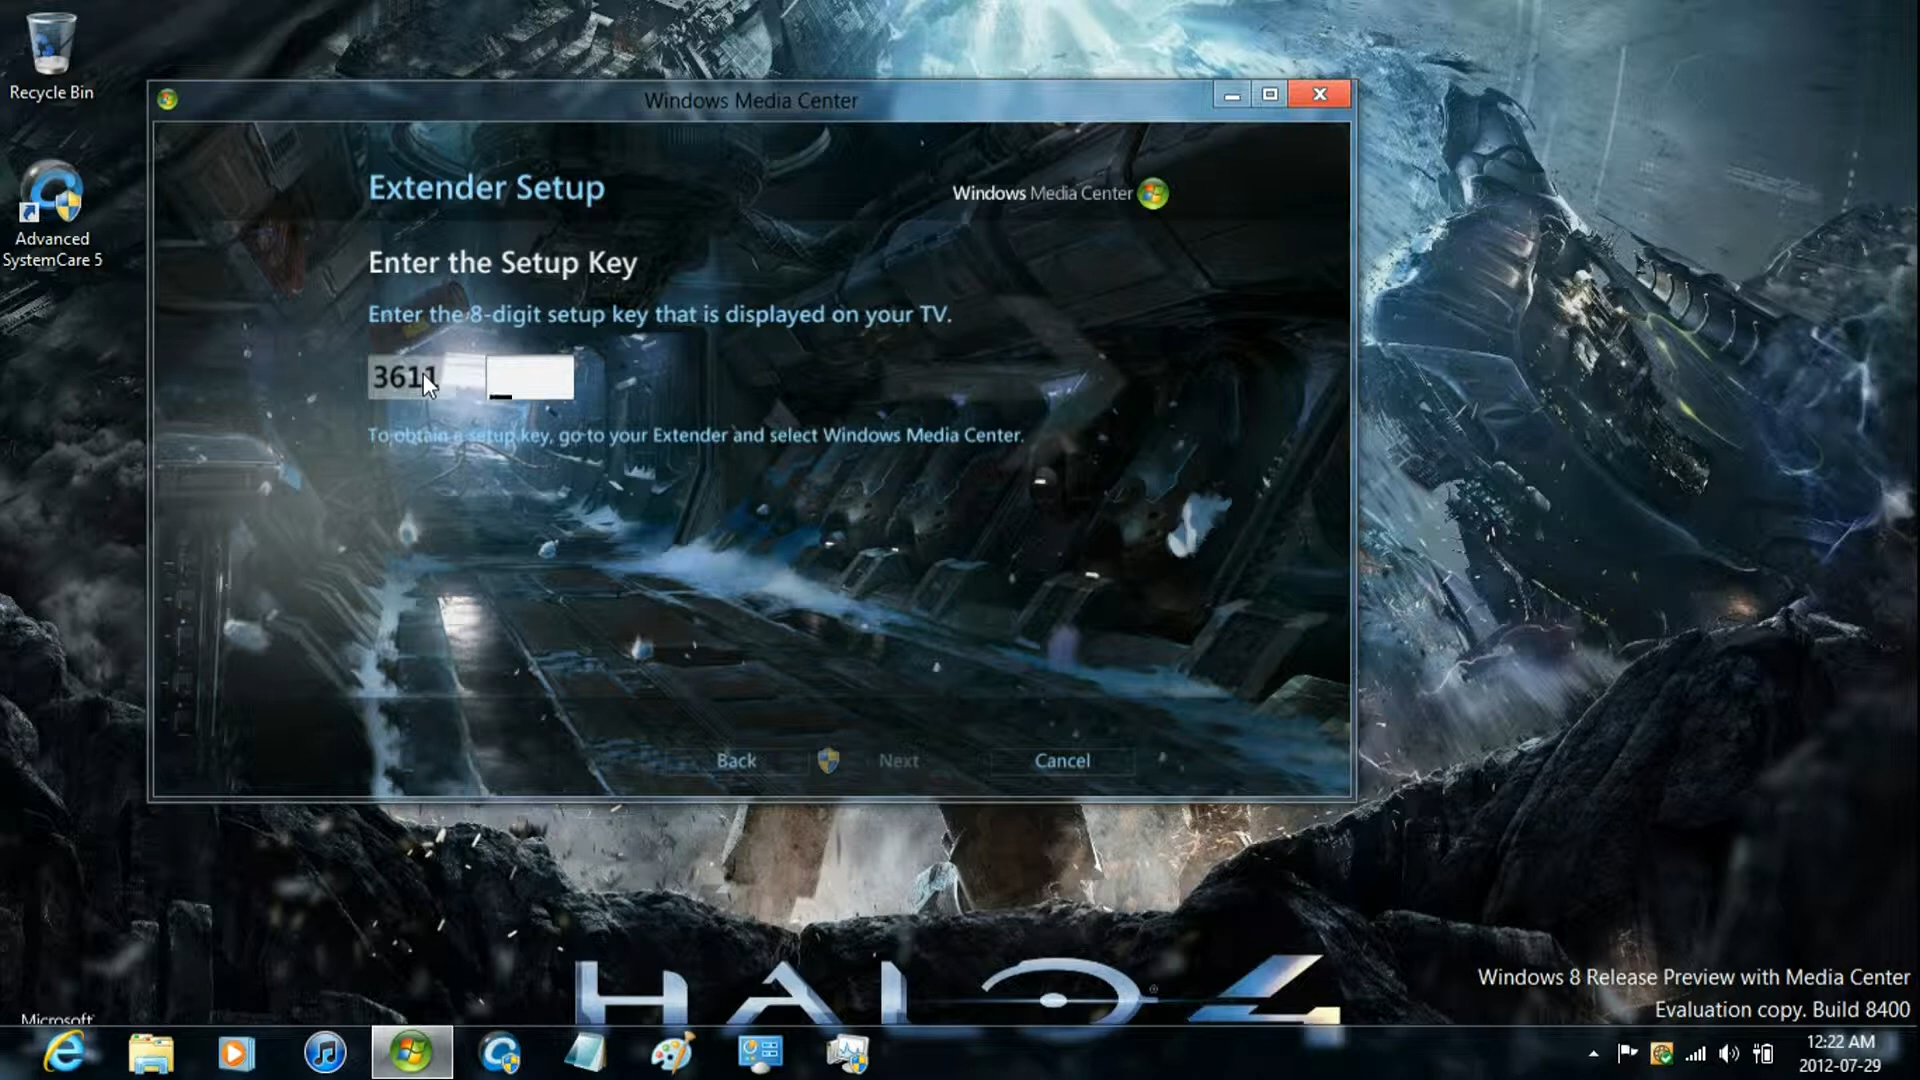 Recycle Bin
Advanced
SystemCare 5
Windows Media Center
Extender Setup
Windows Media Center
Enter the Setup Key
Enter the 8-digit setup key that is displayed on your TV.
3611
To obtain a setup key, go to your Extender and select Windows Media Center.
Back
Next
Cancel
HALO 4
®
Windows 8 Release Preview with Media Center
Evaluation copy. Build 8400
Microsoft
12:22 AM
2012-07-29